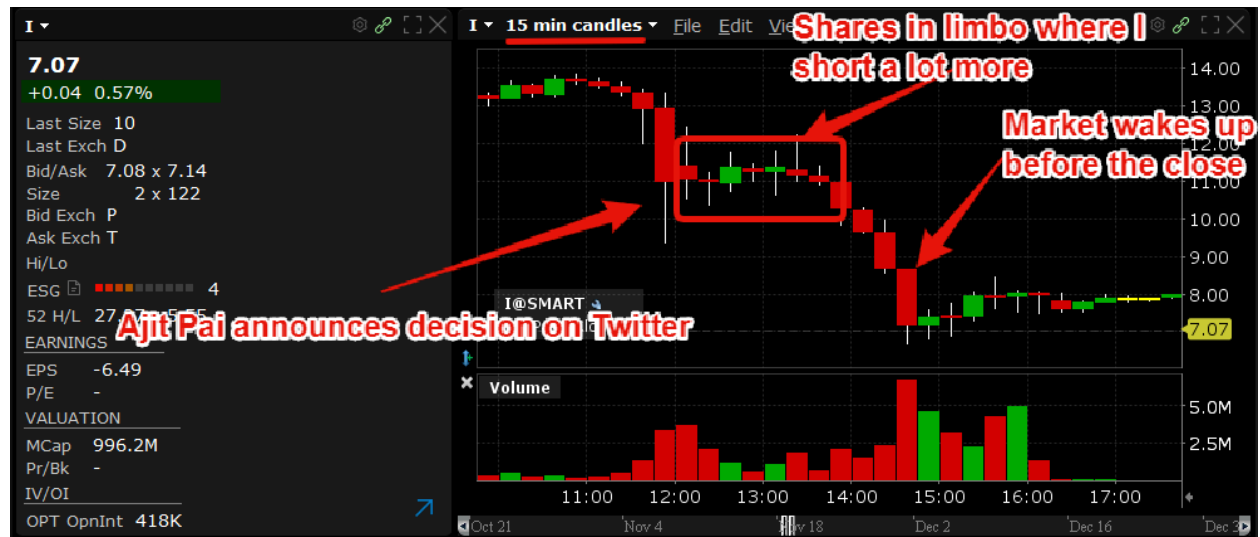 I
7.07
+0.04 0.57%
Last Size 10
Last Exch D
Bid/Ask 7.08 x 7.14
Size 2 x 122
Bid Exch P
Ask Exch T
Hi/Lo
ESG 4
52 H/L
EARNINGS
EPS -6.49
P/E -
VALUATION
MCap 996.2M
Pr/Bk -
IV/OI
OPT OpnInt 418K
I 15 min candles File Edit
Shares in limbo where I
short a lot more
Market wakes up
before the close
Ajit Pai announces decision on Twitter
I@SMART
14.00
13.00
12.00
11.00
10.00
9.00
8.00
7.07
Volume
5.0M
2.5M
11:00 12:00 13:00 14:00 15:00 16:00 17:00
Oct 21 Nov 4 18 Dec 2 Dec 16 Dec